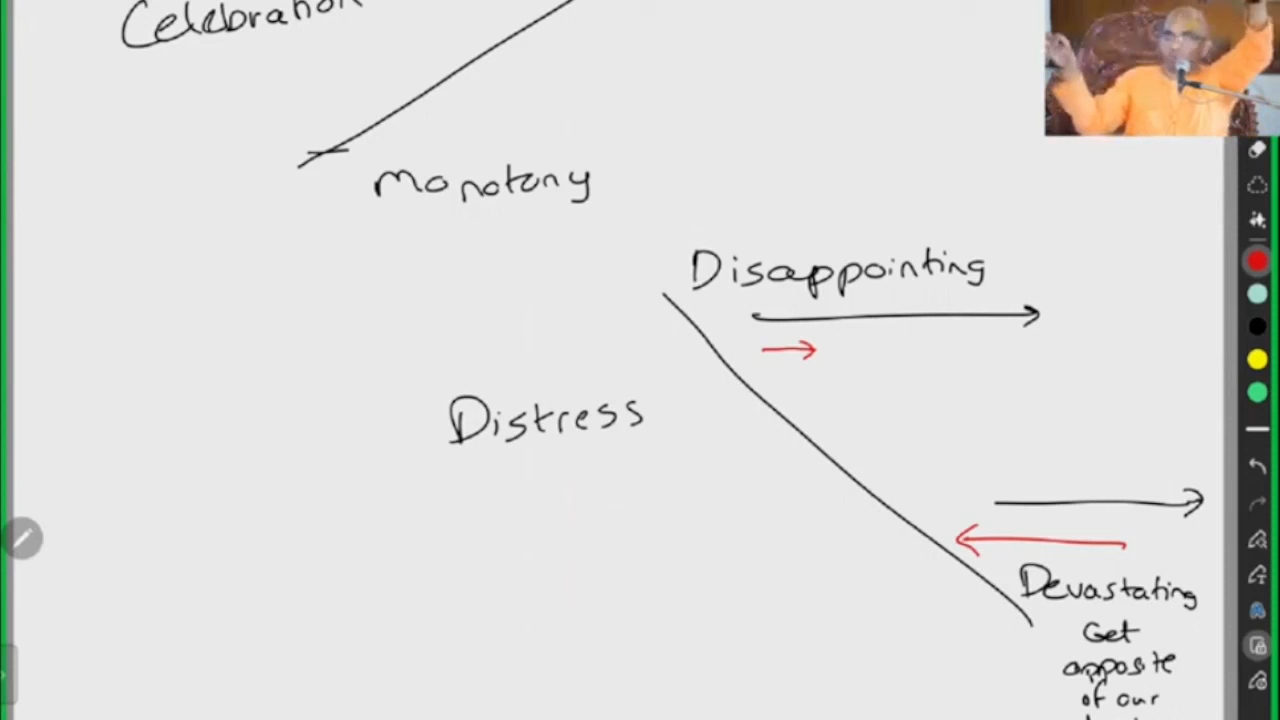 Celebration
Monotony
Disappointing
Distress
Devastating
Get
opposite
of our